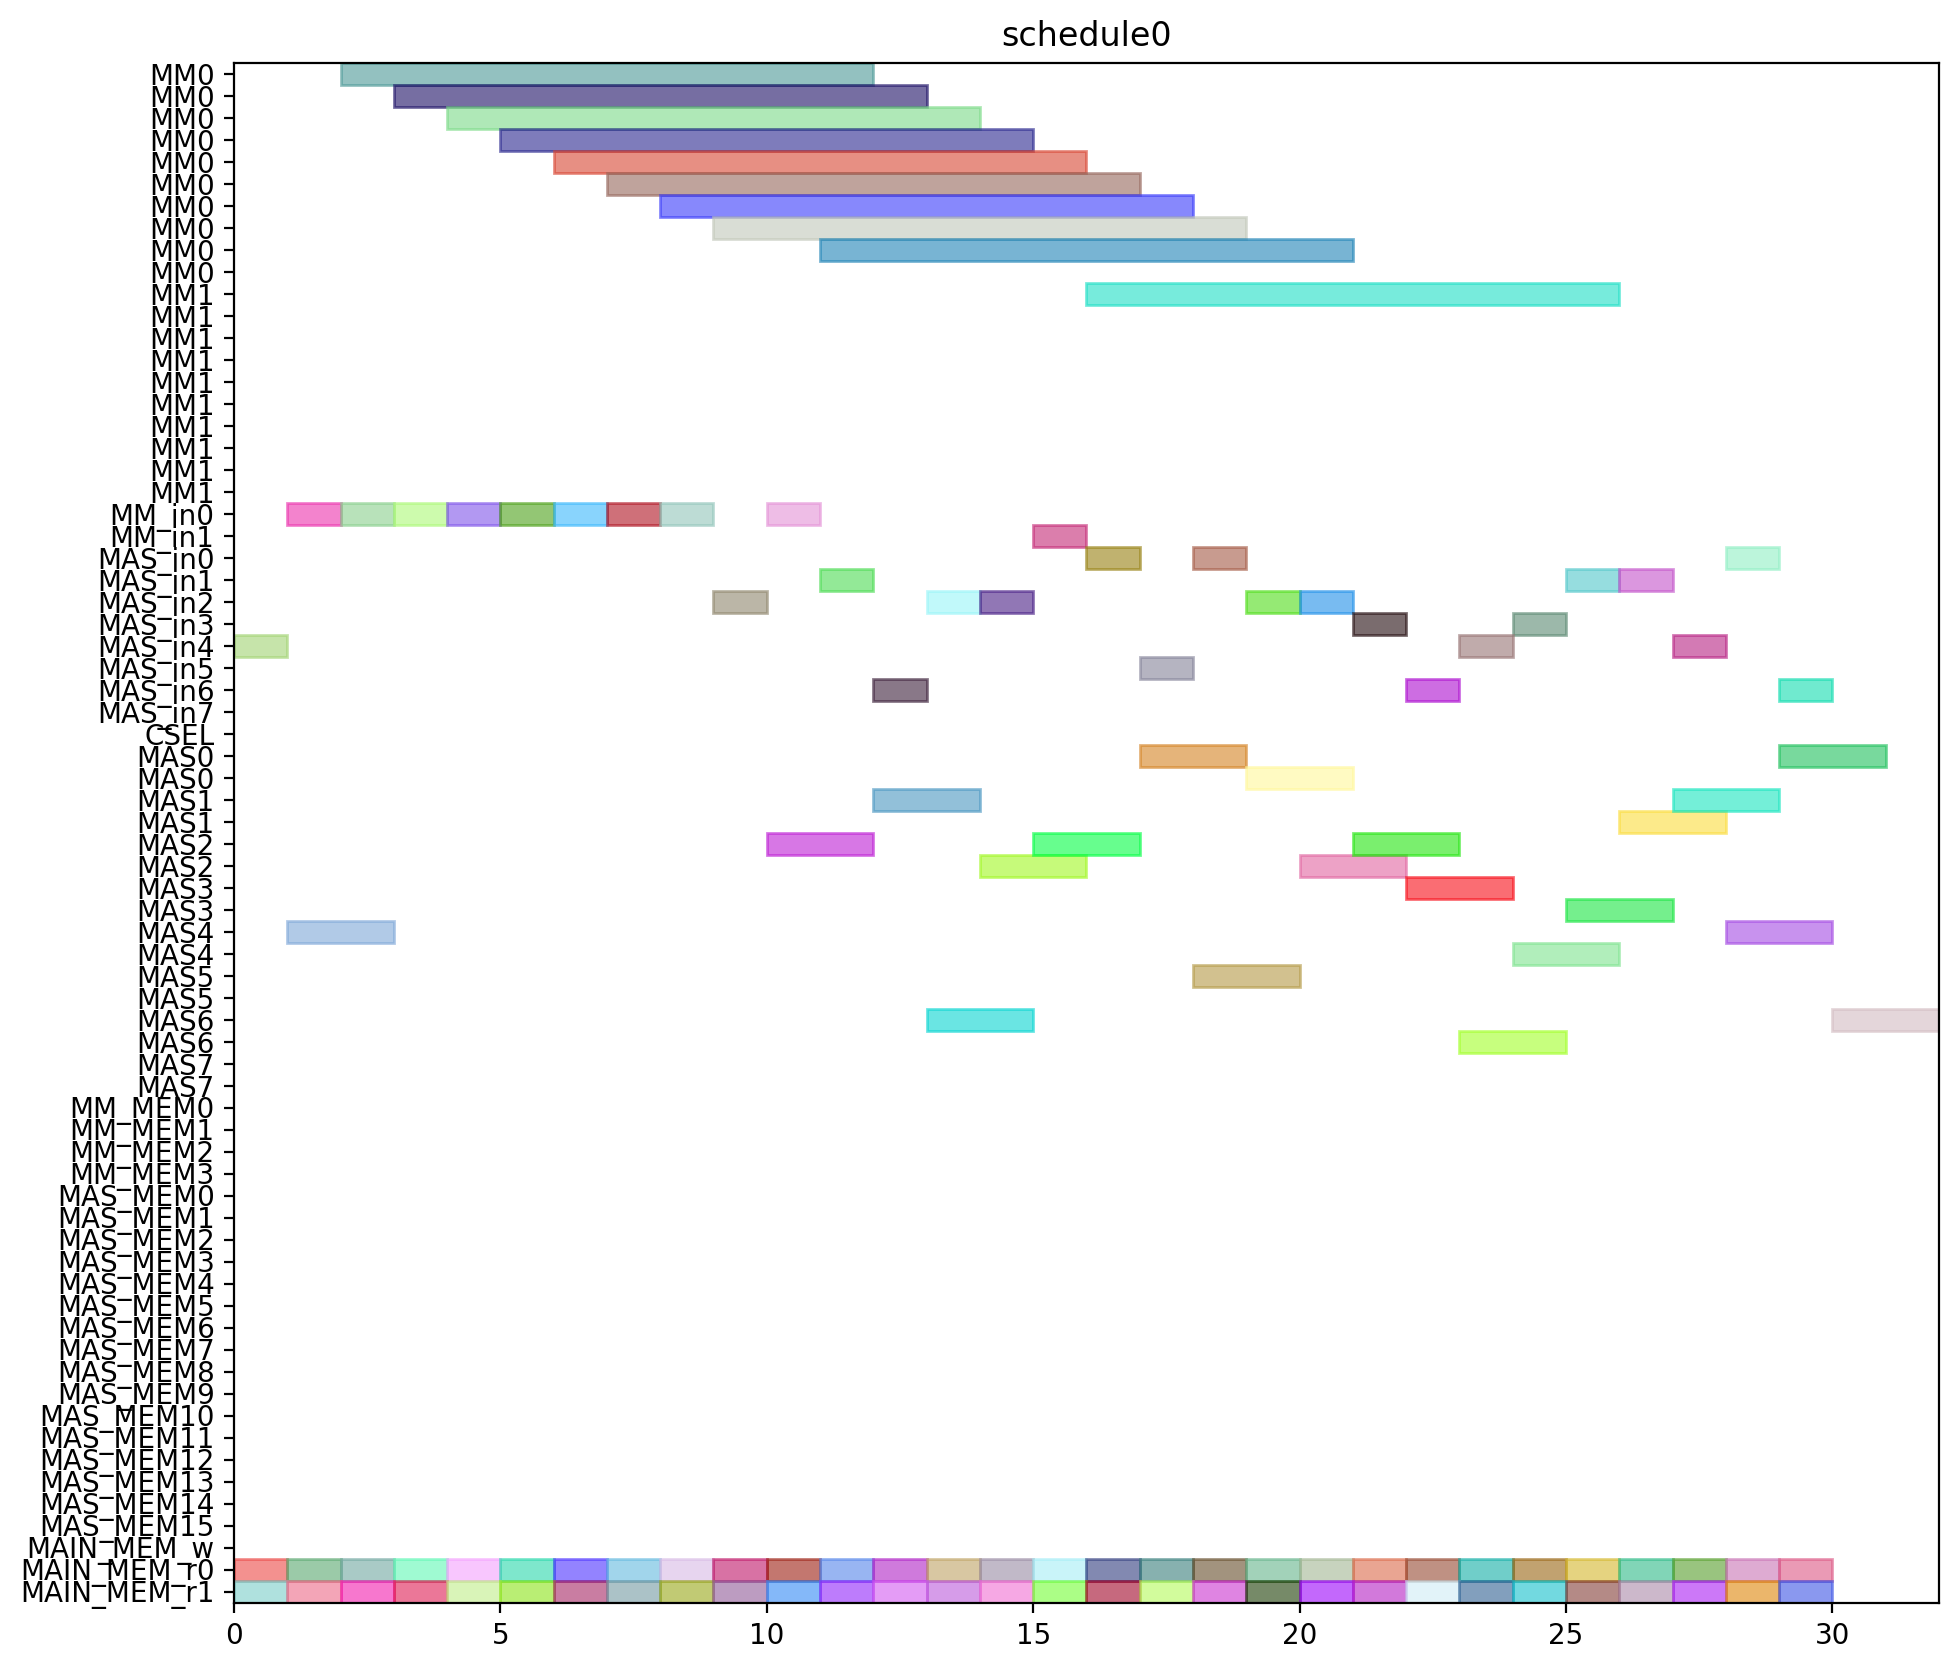 schedule0
MM0
MM0
MM0
MM0
MM0
MM0
MM0
MM0
MM0
MM0
MM1
MM1
MM1
MM1
MM1
MM1
MM1
MM1
MM1
MM1
MM_in0
MM_in1
MAS_in0
MAS_in1
MAS_in2
MAS_in3
MAS_in4
MAS_in5
MAS_in6
MAS_in7
CSEL
MAS0
MAS0
MAS1
MAS1
MAS2
MAS2
MAS3
MAS3
MAS4
MAS4
MAS5
MAS5
MAS6
MAS6
MAS7
MAS7
MM_MEM0
MM_MEM1
MM_MEM2
MM_MEM3
MAS_MEM0
MAS_MEM1
MAS_MEM2
MAS_MEM3
MAS_MEM4
MAS_MEM5
MAS_MEM6
MAS_MEM7
MAS_MEM8
MAS_MEM9
MAS_MEM10
MAS_MEM11
MAS_MEM12
MAS_MEM13
MAS_MEM14
MAS_MEM15
MAIN_MEM_w
MAIN_MEM_r0
MAIN_MEM_r1
0 5 10 15 20 25 30